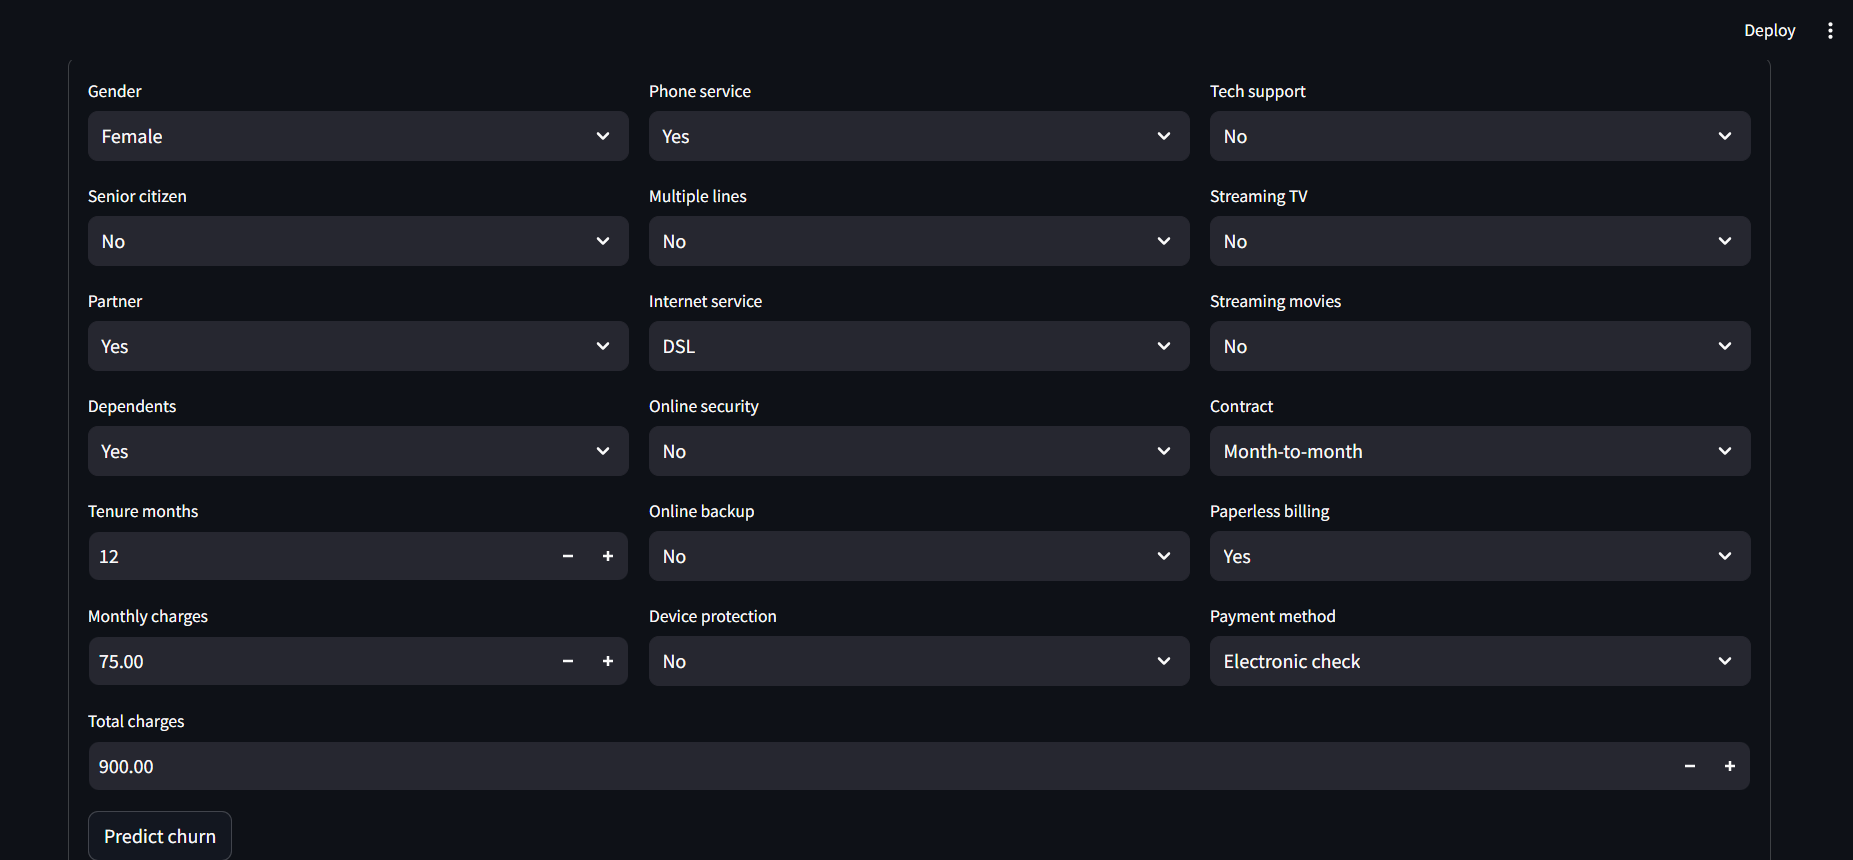 Deploy
Gender
Female
Senior citizen
No
Partner
Yes
Dependents
Yes
Tenure months
12
Monthly charges
75.00
Phone service
Yes
Multiple lines
No
Internet service
DSL
Online security
No
Online backup
No
Device protection
No
Tech support
No
Streaming TV
No
Streaming movies
No
Contract
Month-to-month
Paperless billing
Yes
Payment method
Electronic check
Total charges
900.00
Predict churn